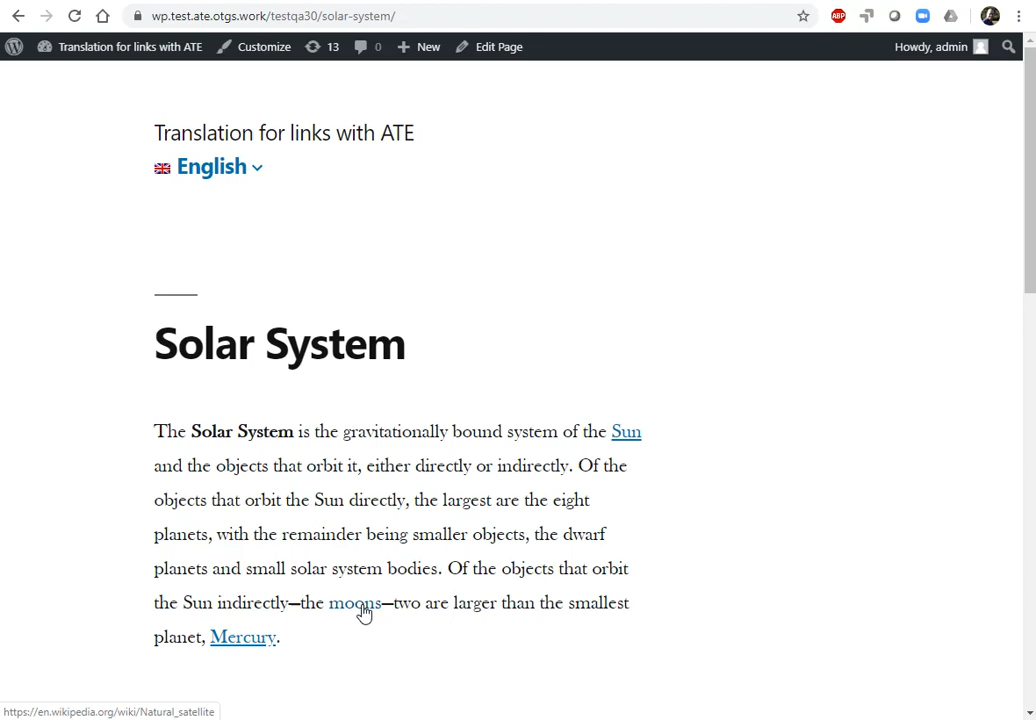 wp.test.ate.otgs.work/testqa30/solar-system/
ABP
Translation for links with ATE Customize 13 0 New Edit Page Howdy, admin
Translation for links with ATE
English
Solar System
The Solar System is the gravitationally bound system of the Sun
and the objects that orbit it, either directly or indirectly. Of the
objects that orbit the Sun directly, the largest are the eight
planets, with the remainder being smaller objects, the dwarf
planets and small solar system bodies. Of the objects that orbit
the Sun indirectly—the moons—two are larger than the smallest
planet, Mercury.
https://en.wikipedia.org/wiki/Natural_satellite